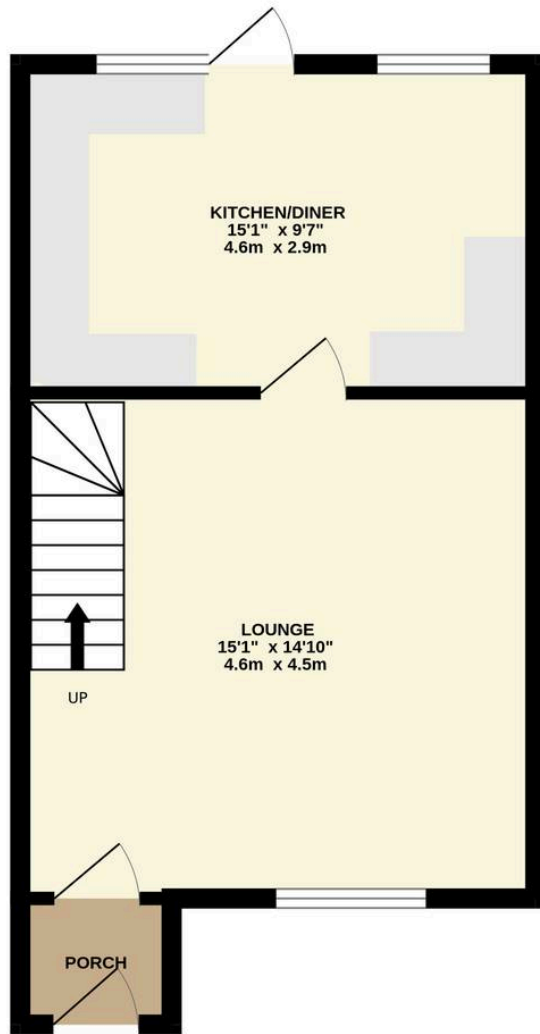 KITCHEN/DINER
15'1" x 9'7"
4.6m x 2.9m
LOUNGE
15'1" x 14'10"
4.6m x 4.5m
UP
PORCH